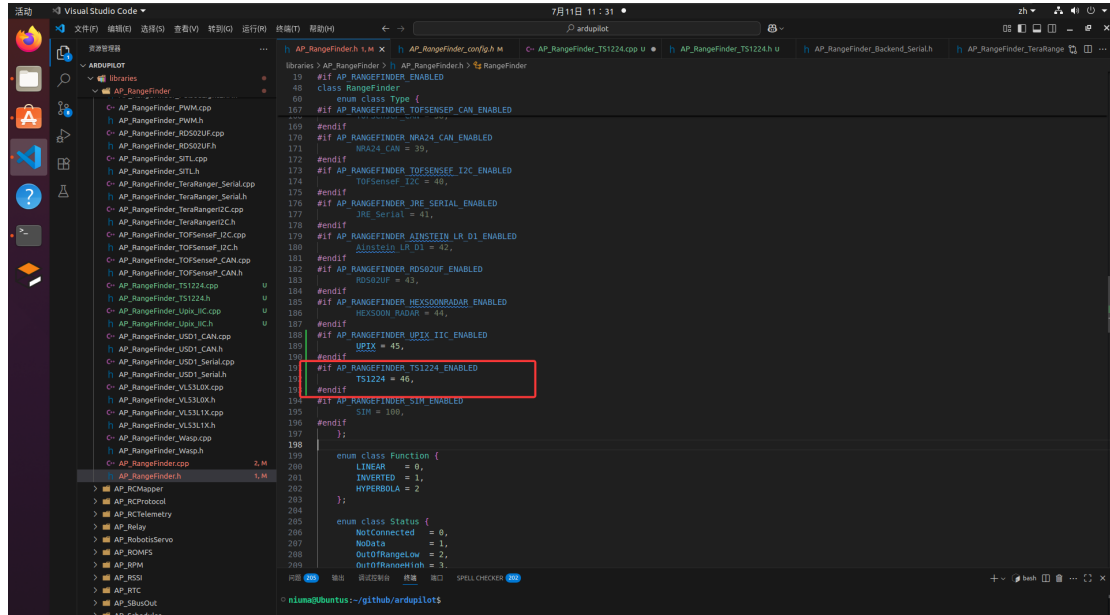 活动
Visual Studio Code
7月11日 11：31
zh
文件(F) 编辑(E) 选择(S) 查看(V) 转到(G) 运行(R) 终端(T) 帮助(H)
ardupilot
资源管理器
ARDUPILOT
libraries
AP_RangeFinder
AP_RangeFinder_PWM.cpp
AP_RangeFinder_PWM.h
AP_RangeFinder_RDS02UF.cpp
AP_RangeFinder_RDS02UF.h
AP_RangeFinder_SITL.cpp
AP_RangeFinder_SITL.h
AP_RangeFinder_TeraRanger_Serial.cpp
AP_RangeFinder_TeraRanger_Serial.h
AP_RangeFinder_TeraRangerI2C.cpp
AP_RangeFinder_TeraRangerI2C.h
AP_RangeFinder_TOFSenseF_I2C.cpp
AP_RangeFinder_TOFSenseF_I2C.h
AP_RangeFinder_TOFSenseP_CAN.cpp
AP_RangeFinder_TOFSenseP_CAN.h
AP_RangeFinder_TS1224.cpp U
AP_RangeFinder_TS1224.h U
AP_RangeFinder_Upix_IIC.cpp U
AP_RangeFinder_Upix_IIC.h U
AP_RangeFinder_USD1_CAN.cpp
AP_RangeFinder_USD1_CAN.h
AP_RangeFinder_USD1_Serial.cpp
AP_RangeFinder_USD1_Serial.h
AP_RangeFinder_VL53L0X.cpp
AP_RangeFinder_VL53L0X.h
AP_RangeFinder_VL53L1X.cpp
AP_RangeFinder_VL53L1X.h
AP_RangeFinder_Wasp.cpp
AP_RangeFinder_Wasp.h
AP_RangeFinder.cpp 2, M
AP_RangeFinder.h 1, M
AP_RCMapper
AP_RCProtocol
AP_RCTelemetry
AP_Relay
AP_RobotisServo
AP_ROMFS
AP_RPM
AP_RSSI
AP_RTC
AP_SBusOut
AP_RangeFinder.h 1, M AP_RangeFinder_config.h M AP_RangeFinder_TS1224.cpp U AP_RangeFinder_TS1224.h U AP_RangeFinder_Backend_Serial.h AP_RangeFinder_TeraRange
libraries > AP_RangeFinder > AP_RangeFinder.h > RangeFinder
19 #if AP_RANGEFINDER_ENABLED
48 class RangeFinder
60 enum class Type {
167 #if AP_RANGEFINDER_TOFSENSEP_CAN_ENABLED
169 #endif
170 #if AP_RANGEFINDER_NRA24_CAN_ENABLED
171 NRA24_CAN = 39,
172 #endif
173 #if AP_RANGEFINDER_TOFSENSEF_I2C_ENABLED
174 TOFSenseF_I2C = 40,
175 #endif
176 #if AP_RANGEFINDER_JRE_SERIAL_ENABLED
177 JRE_Serial = 41,
178 #endif
179 #if AP_RANGEFINDER_AINSTEIN_LR_D1_ENABLED
180 Ainstein_LR_D1 = 42,
181 #endif
182 #if AP_RANGEFINDER_RDS02UF_ENABLED
183 RDS02UF = 43,
184 #endif
185 #if AP_RANGEFINDER_HEXSOONRADAR_ENABLED
186 HEXSOON_RADAR = 44,
187 #endif
188 #if AP_RANGEFINDER_UPIX_IIC_ENABLED
189 UPIX = 45,
190 #endif
191 #if AP_RANGEFINDER_TS1224_ENABLED
192 TS1224 = 46,
193 #endif
194 #if AP_RANGEFINDER_SIM_ENABLED
195 SIM = 100,
196 #endif
197 };
198
199 enum class Function {
200 LINEAR = 0,
201 INVERTED = 1,
202 HYPERBOLA = 2
203 };
204
205 enum class Status {
206 NotConnected = 0,
207 NoData = 1,
208 OutOfRangeLow = 2,
209 OutOfRangeHigh = 3,
问题 205 输出 调试控制台 终端 端口 SPELL CHECKER 202
bash
niuma@Ubuntus:~/github/ardupilot$